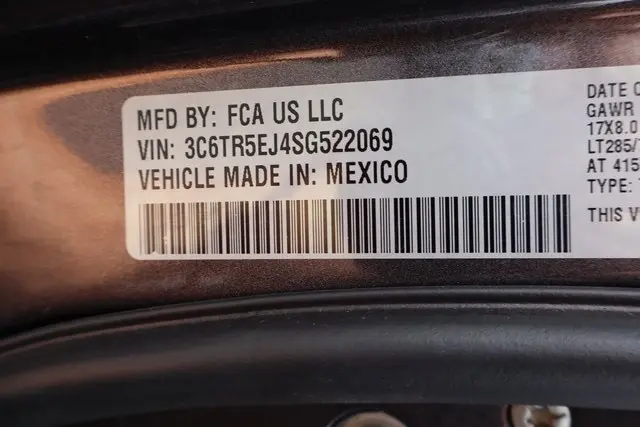 MFD BY: FCA US LLC
VIN: 3C6TR5EJ4SG522069
VEHICLE MADE IN: MEXICO
DATE O
GAWR
17X8.0
LT285/
AT 415
TYPE:
THIS V